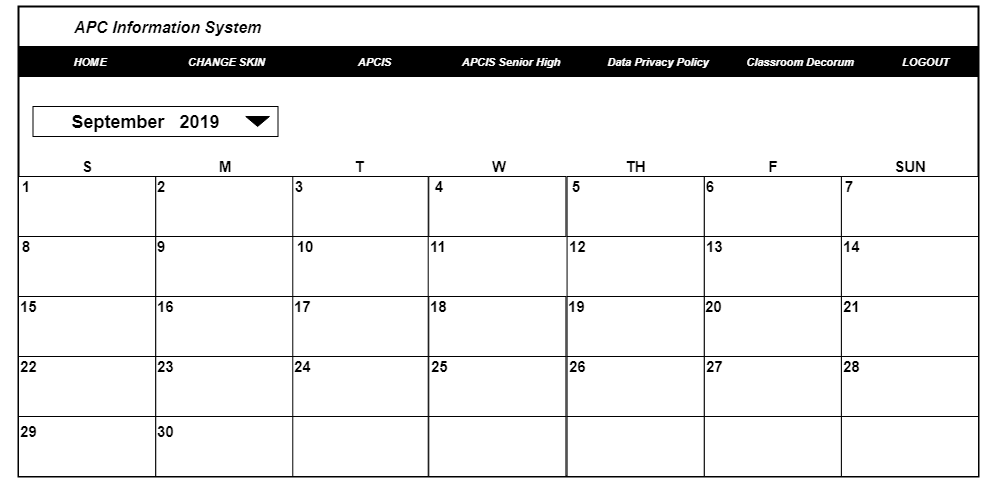 APC Information System
HOME CHANGE SKIN APCIS APCIS Senior High Data Privacy Policy Classroom Decorum LOGOUT
September 2019
S M T W TH F SUN
1 2 3 4 5 6 7
8 9 10 11 12 13 14
15 16 17 18 19 20 21
22 23 24 25 26 27 28
29 30